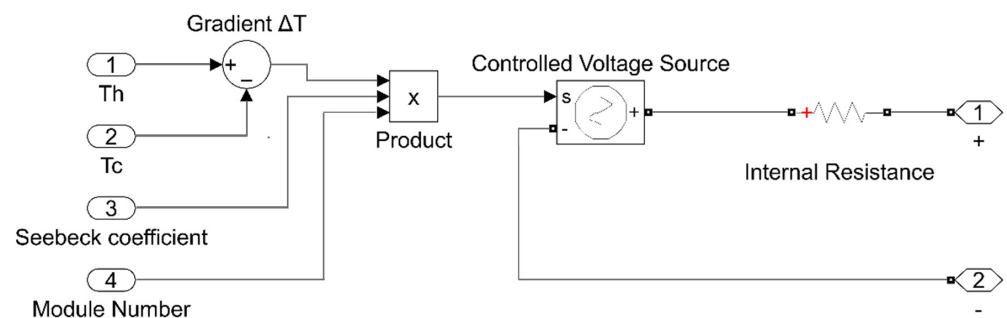 Gradient ΔT
1
+
−
Th
2
Tc
x
Product
3
Seebeck coefficient
4
Module Number
Controlled Voltage Source
s
-
+
+
Internal Resistance
1
+
2
-